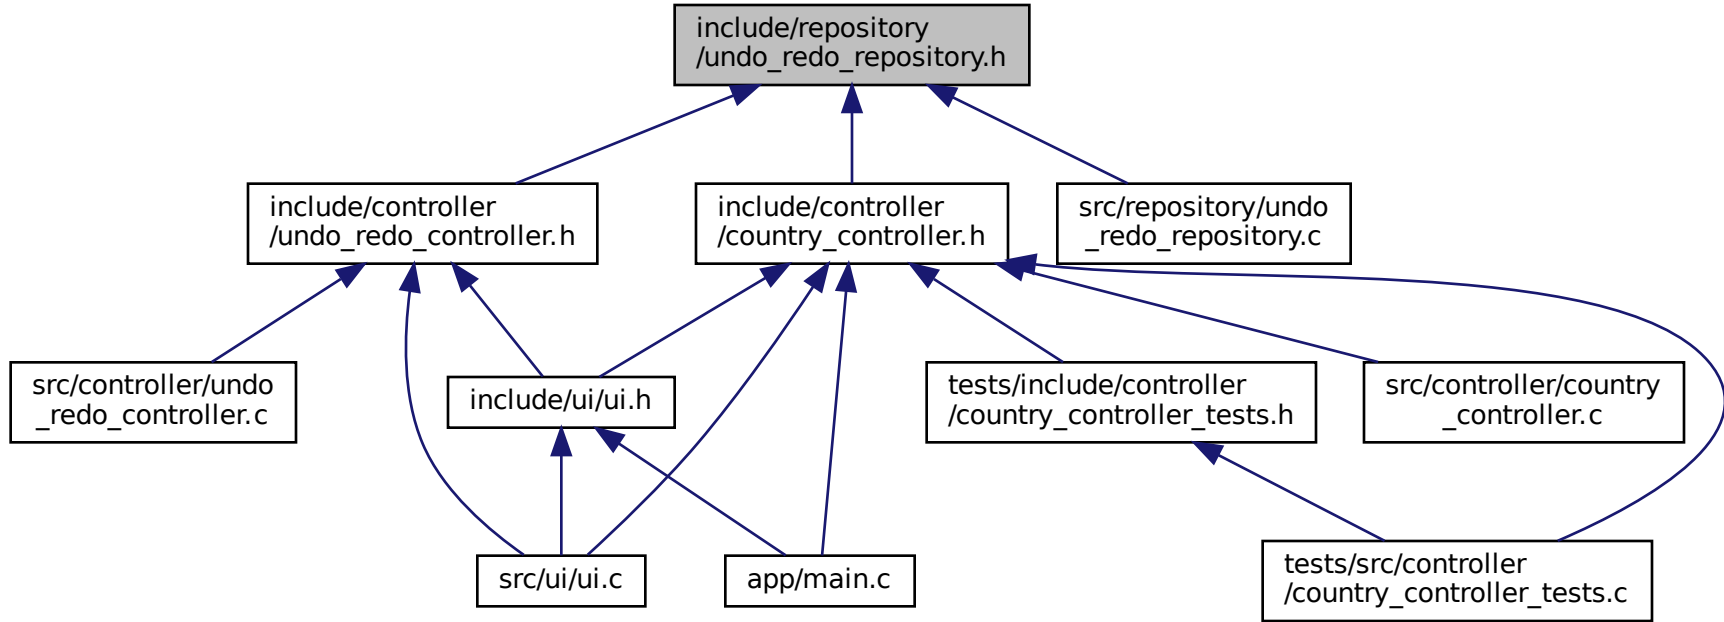 include/repository
/undo_redo_repository.h
include/controller
/undo_redo_controller.h
include/controller
/country_controller.h
src/repository/undo
_redo_repository.c
src/controller/undo
_redo_controller.c
include/ui/ui.h
tests/include/controller
/country_controller_tests.h
src/controller/country
_controller.c
src/ui/ui.c
app/main.c
tests/src/controller
/country_controller_tests.c